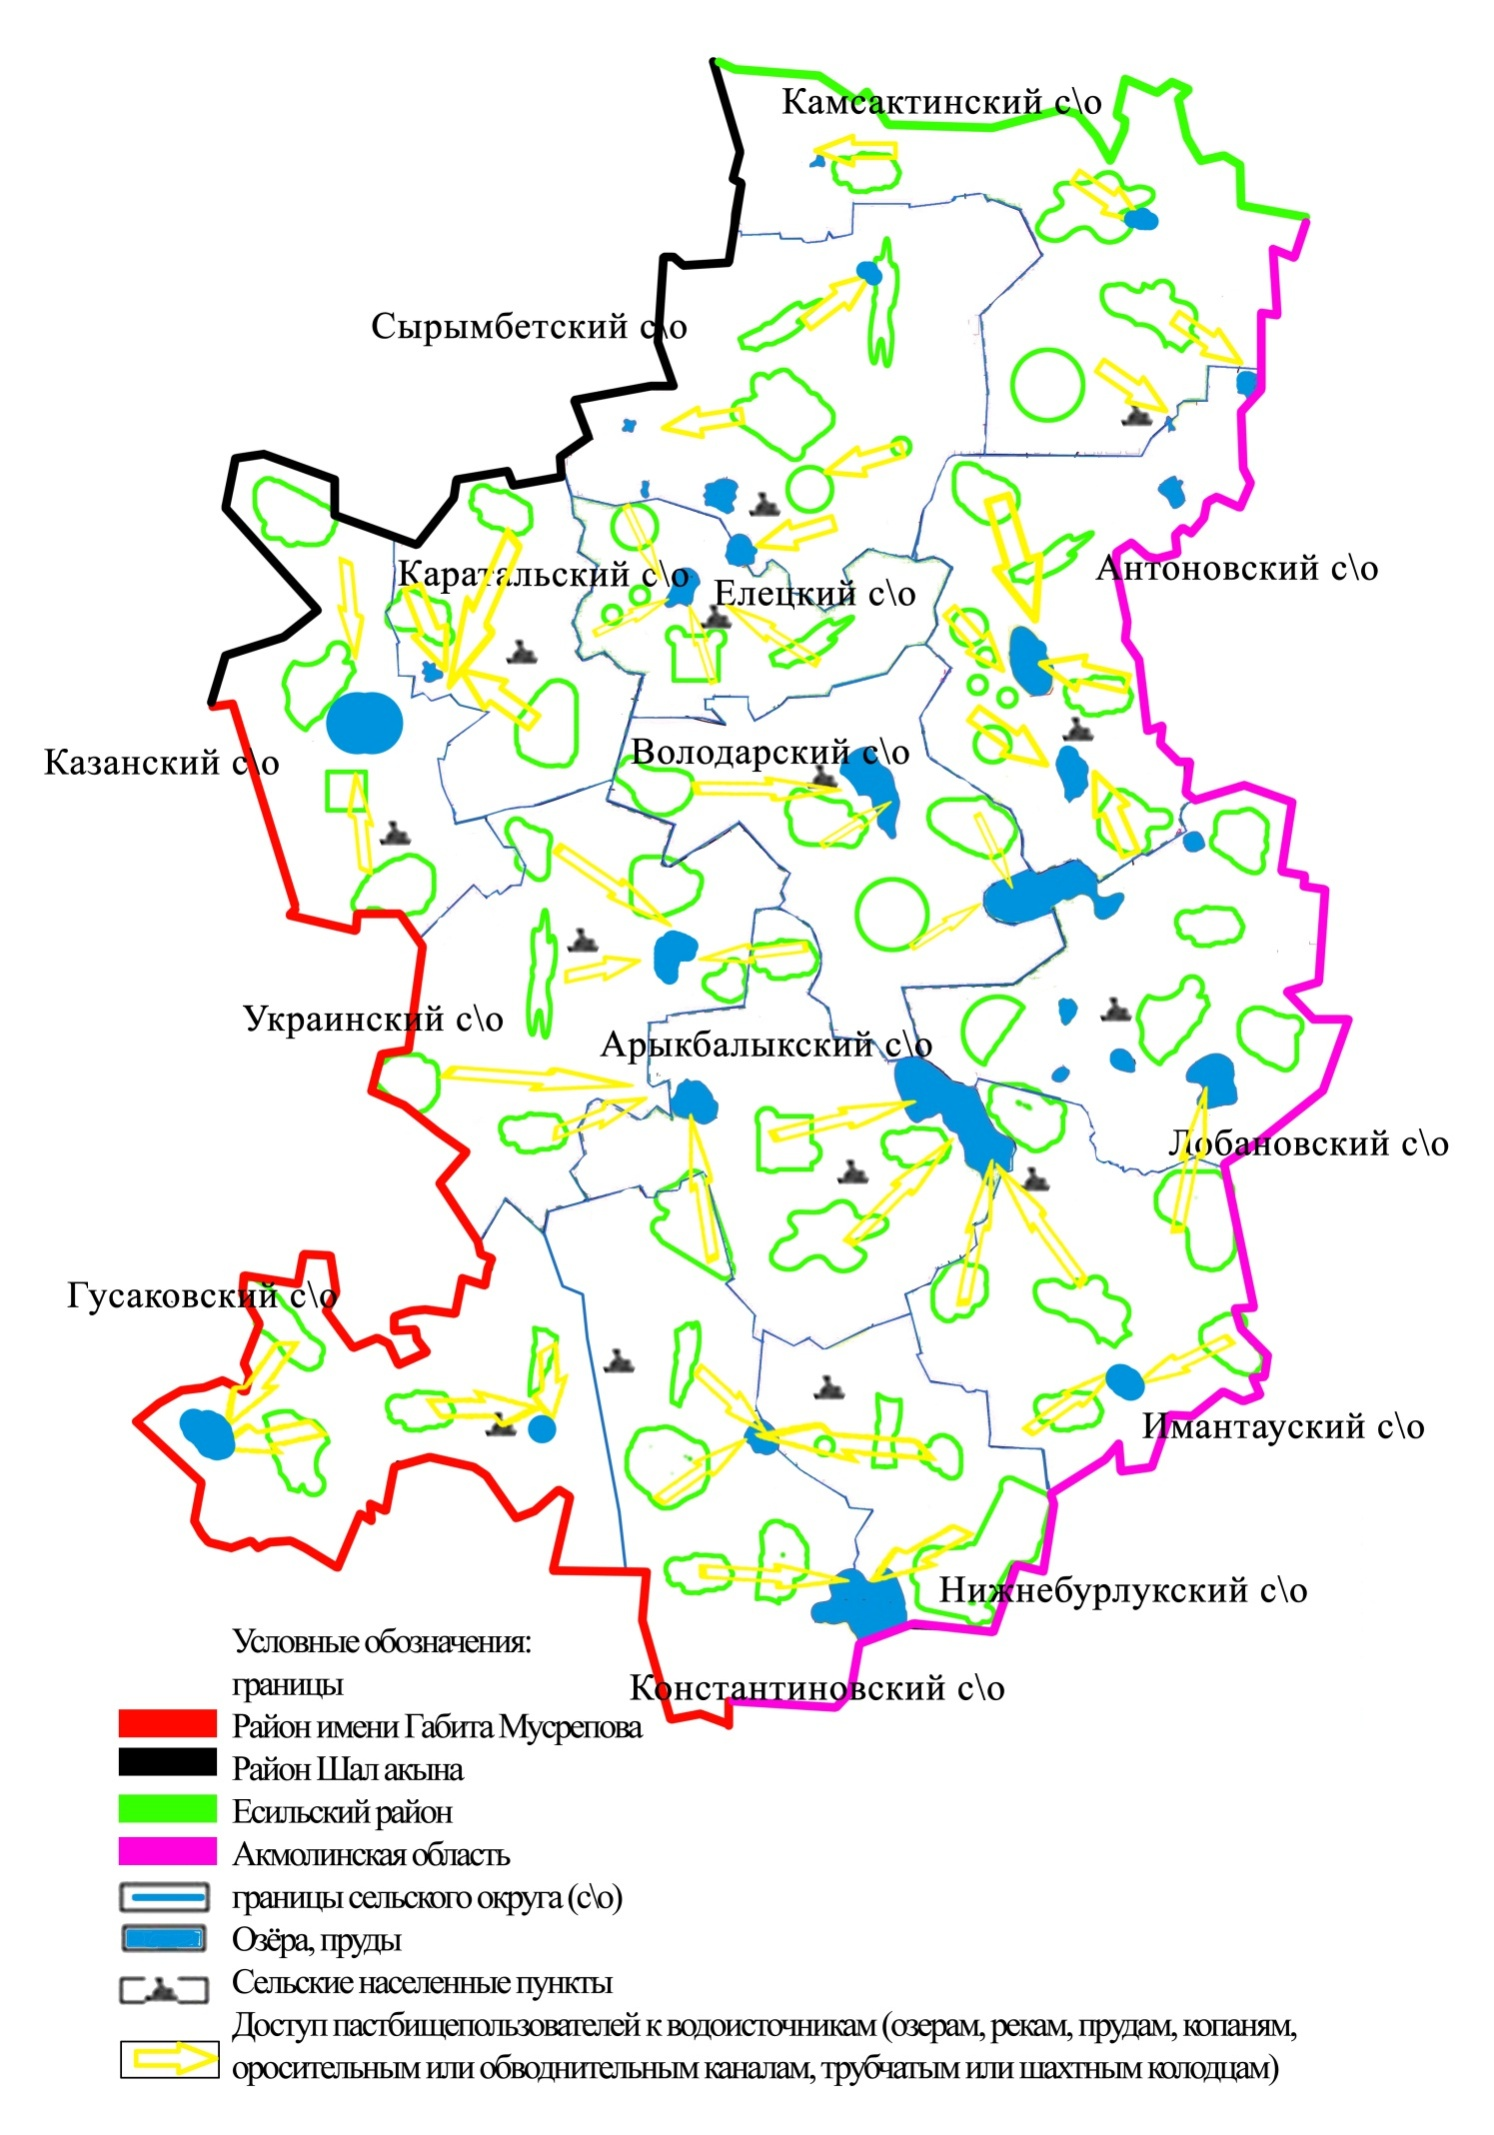 Камсактинский с\о
Сырымбетский с\о
Антоновский с\о
Каратальский с\о
Елецкий с\о
Володарский с\о
Казанский с\о
Украинский с\о
Арыкбалыкский с\о
Лобановский с\о
Гусаковский с\о
Имантауский с\о
Нижнебурлукский с\о
Константиновский с\о
Условные обозначения:
границы
Район имени Габита Мусрепова
Район Шал акына
Есильский район
Акмолинская область
границы сельского округа (с\о)
Озёра, пруды
Сельские населенные пункты
Доступ пастбищепользователей к водоисточникам (озерам, рекам, прудам, копаням,
оросительным или обводнительным каналам, трубчатым или шахтным колодцам)